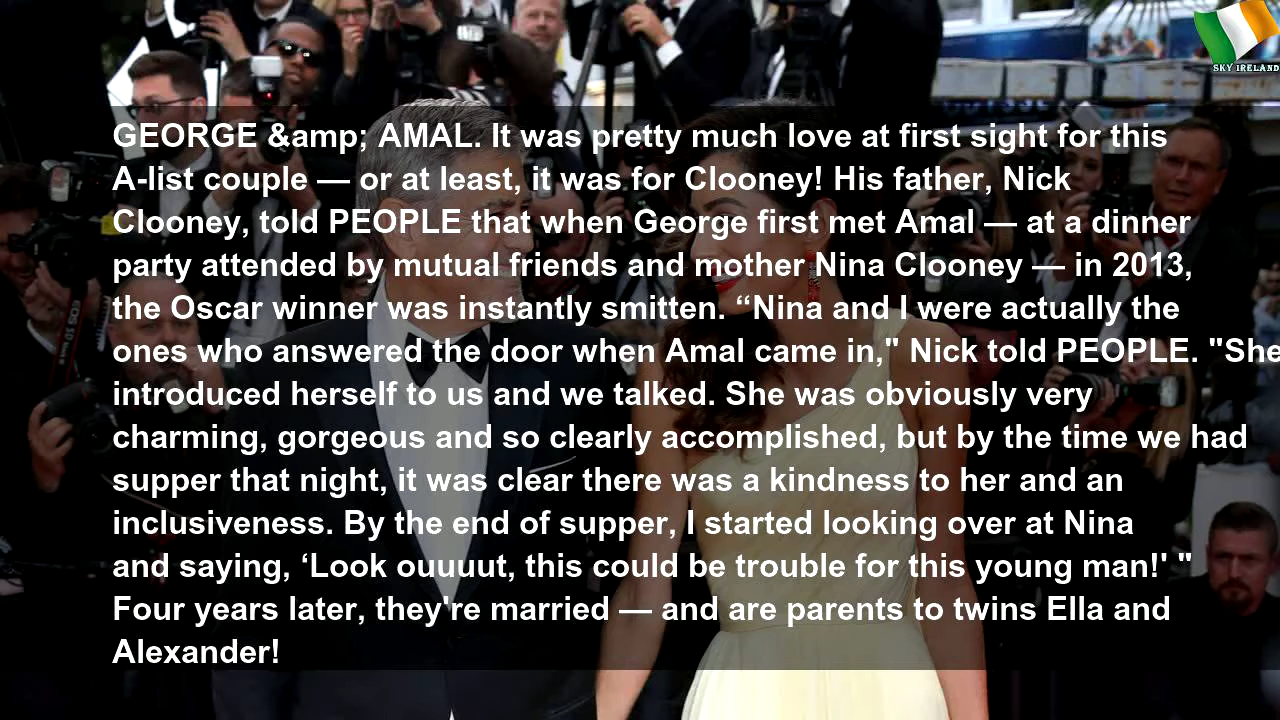 SKY IRELAND
GEORGE &amp; AMAL. It was pretty much love at first sight for this
A-list couple — or at least, it was for Clooney! His father, Nick
Clooney, told PEOPLE that when George first met Amal — at a dinner
party attended by mutual friends and mother Nina Clooney — in 2013,
the Oscar winner was instantly smitten. “Nina and I were actually the
ones who answered the door when Amal came in," Nick told PEOPLE. "She
introduced herself to us and we talked. She was obviously very
charming, gorgeous and so clearly accomplished, but by the time we had
supper that night, it was clear there was a kindness to her and an
inclusiveness. By the end of supper, I started looking over at Nina
and saying, ‘Look ouuuut, this could be trouble for this young man!' "
Four years later, they're married — and are parents to twins Ella and
Alexander!